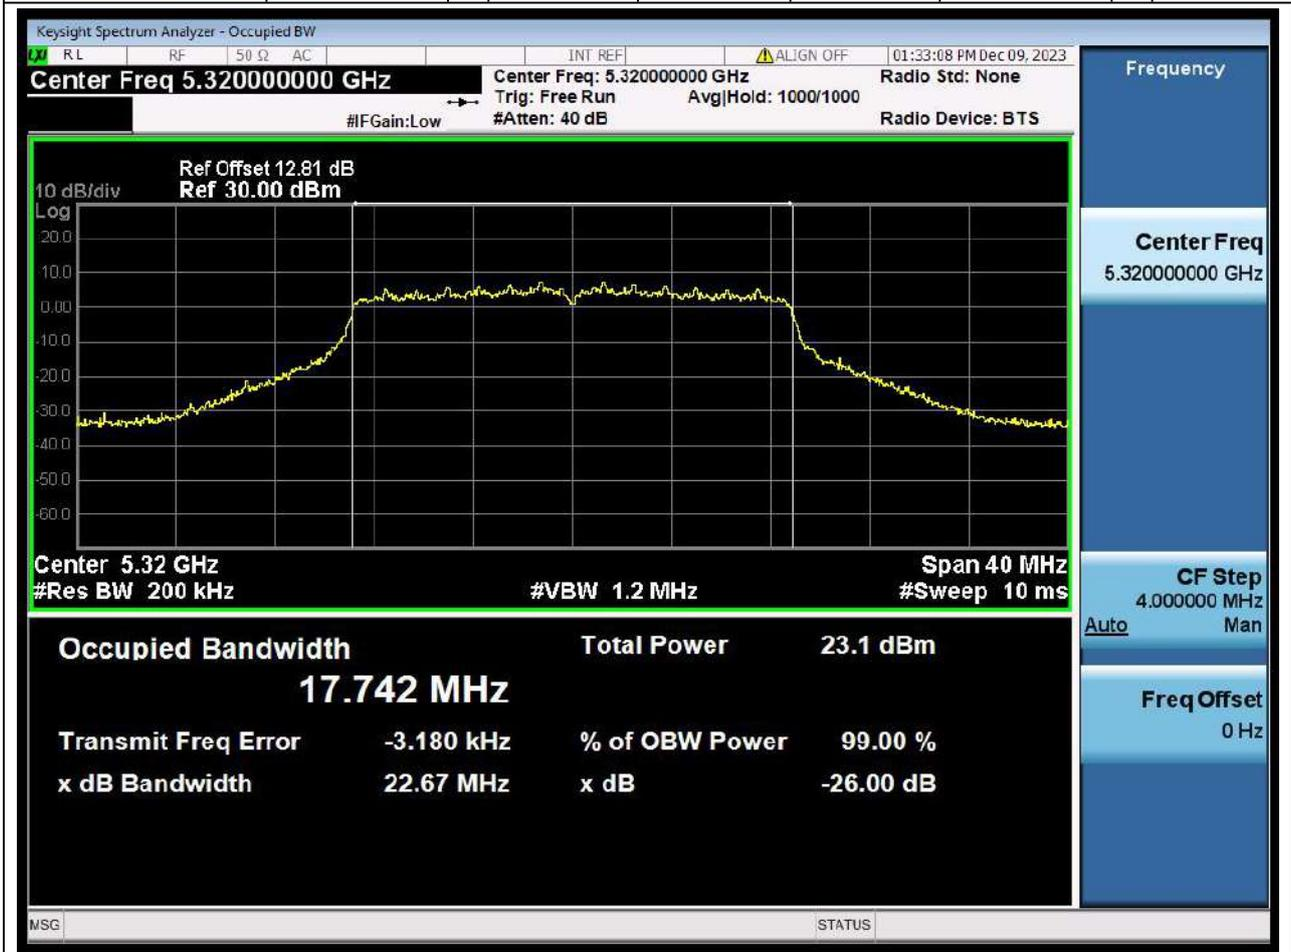 Keysight Spectrum Analyzer - Occupied BW
LXI RL RF 50 Ω AC INT REF ALIGN OFF 01:33:08 PM Dec 09, 2023
Center Freq 5.320000000 GHz
Center Freq: 5.320000000 GHz
Radio Std: None
Trig: Free Run Avg|Hold: 1000/1000
#IFGain:Low #Atten: 40 dB
Radio Device: BTS
Ref Offset 12.81 dB
10 dB/div Ref 30.00 dBm
Log
20.0
10.0
0.00
-10.0
-20.0
-30.0
-40.0
-50.0
-60.0
Center 5.32 GHz Span 40 MHz
#Res BW 200 kHz #VBW 1.2 MHz #Sweep 10 ms
Occupied Bandwidth Total Power 23.1 dBm
17.742 MHz
Transmit Freq Error -3.180 kHz % of OBW Power 99.00 %
x dB Bandwidth 22.67 MHz x dB -26.00 dB
Frequency
Center Freq
5.320000000 GHz
CF Step
4.000000 MHz
Auto Man
Freq Offset
0 Hz
MSG STATUS